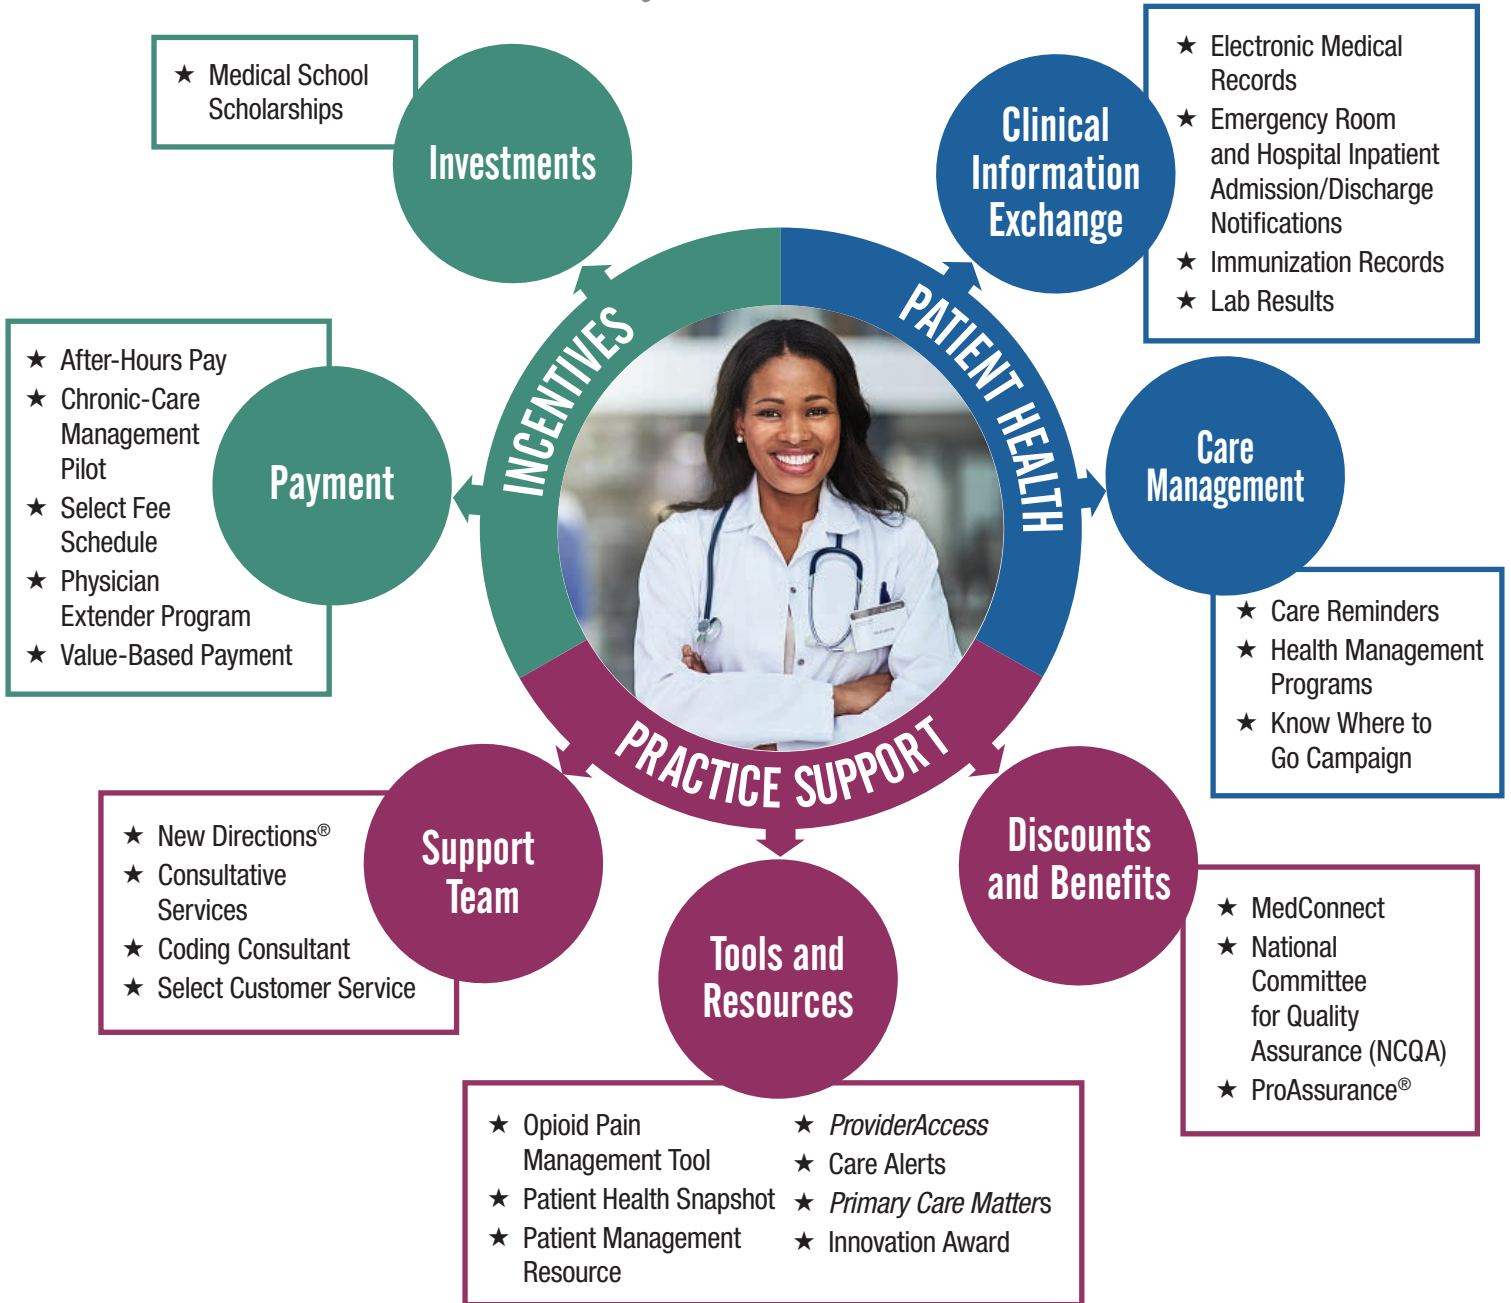 ★ Medical School
Scholarships
Investments
Clinical
Information
Exchange
★ Electronic Medical
Records
★ Emergency Room
and Hospital Inpatient
Admission/Discharge
Notifications
★ Immunization Records
★ Lab Results
INCENTIVES
PATIENT HEALTH
PRACTICE SUPPORT
★ After-Hours Pay
★ Chronic-Care
Management
Pilot
★ Select Fee
Schedule
★ Physician
Extender Program
★ Value-Based Payment
Payment
Care
Management
★ Care Reminders
★ Health Management
Programs
★ Know Where to
Go Campaign
★ New Directions®
★ Consultative
Services
★ Coding Consultant
★ Select Customer Service
Support
Team
Tools and
Resources
Discounts
and Benefits
★ MedConnect
★ National
Committee
for Quality
Assurance (NCQA)
★ ProAssurance®
★ Opioid Pain
Management Tool
★ Patient Health Snapshot
★ Patient Management
Resource
★ ProviderAccess
★ Care Alerts
★ Primary Care Matters
★ Innovation Award